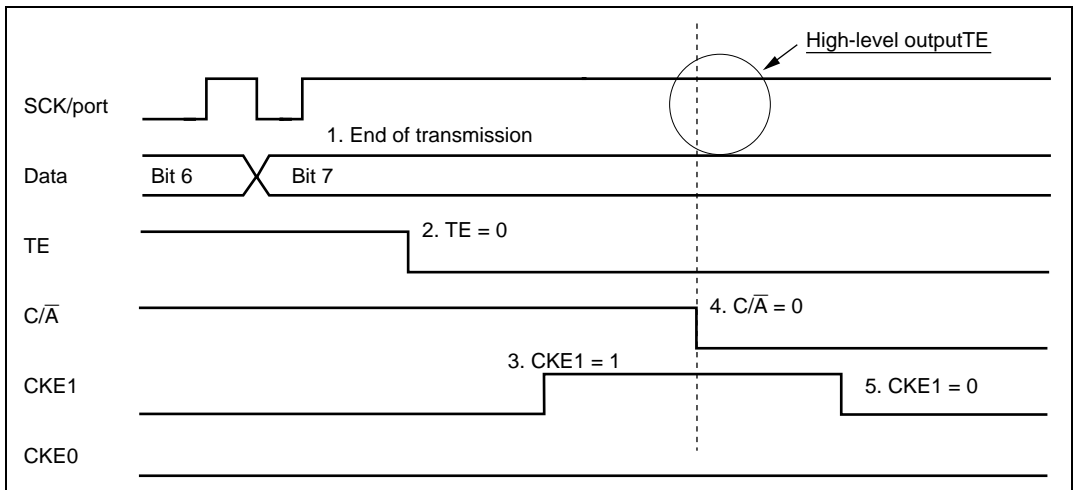 High-level outputTE
SCK/port
1. End of transmission
Data
Bit 6
Bit 7
TE
2. TE = 0
C/A̅
4. C/A̅ = 0
3. CKE1 = 1
CKE1
5. CKE1 = 0
CKE0